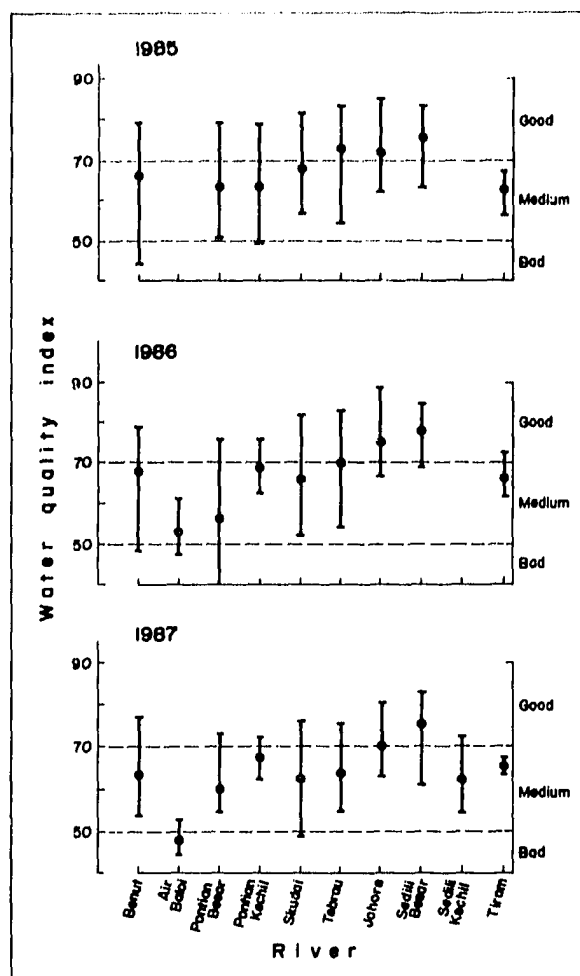 1985
90
70
50
Good
Medium
Bad
1986
90
70
50
Good
Medium
Bad
1987
90
70
50
Good
Medium
Bad
Water quality index
Benut
Air
Baloi
Pontian
Besar
Pontian
Kechil
Skudai
Tebrau
Johore
Sedili
Besar
Sedili
Kechil
Tiram
River